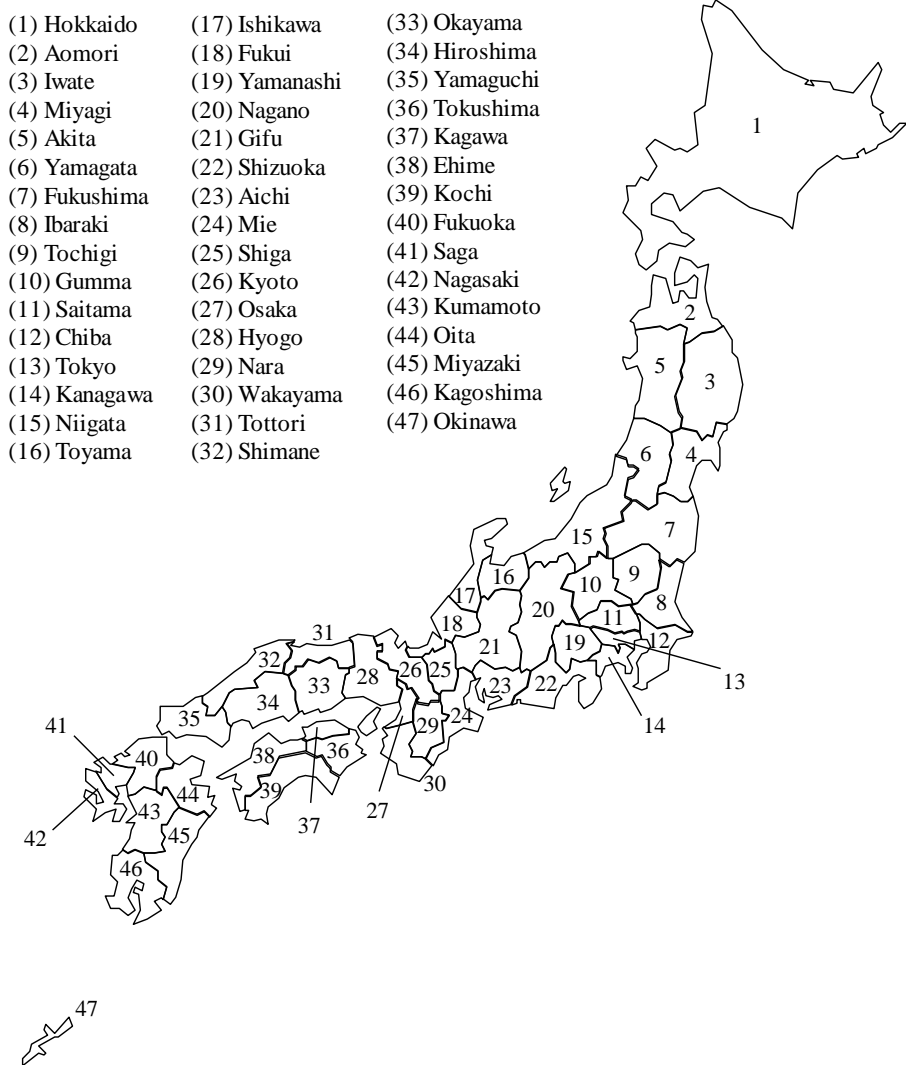 (1) Hokkaido
(2) Aomori
(3) Iwate
(4) Miyagi
(5) Akita
(6) Yamagata
(7) Fukushima
(8) Ibaraki
(9) Tochigi
(10) Gumma
(11) Saitama
(12) Chiba
(13) Tokyo
(14) Kanagawa
(15) Niigata
(16) Toyama
(17) Ishikawa
(18) Fukui
(19) Yamanashi
(20) Nagano
(21) Gifu
(22) Shizuoka
(23) Aichi
(24) Mie
(25) Shiga
(26) Kyoto
(27) Osaka
(28) Hyogo
(29) Nara
(30) Wakayama
(31) Tottori
(32) Shimane
(33) Okayama
(34) Hiroshima
(35) Yamaguchi
(36) Tokushima
(37) Kagawa
(38) Ehime
(39) Kochi
(40) Fukuoka
(41) Saga
(42) Nagasaki
(43) Kumamoto
(44) Oita
(45) Miyazaki
(46) Kagoshima
(47) Okinawa
1
2
5
3
6
4
7
15
16
10
9
17
20
8
11
18
31
21
19
12
32
26
25
28
33
23
22
13
34
24
35
29
14
41
40
38
36
30
44
39
43
27
37
42
45
46
47